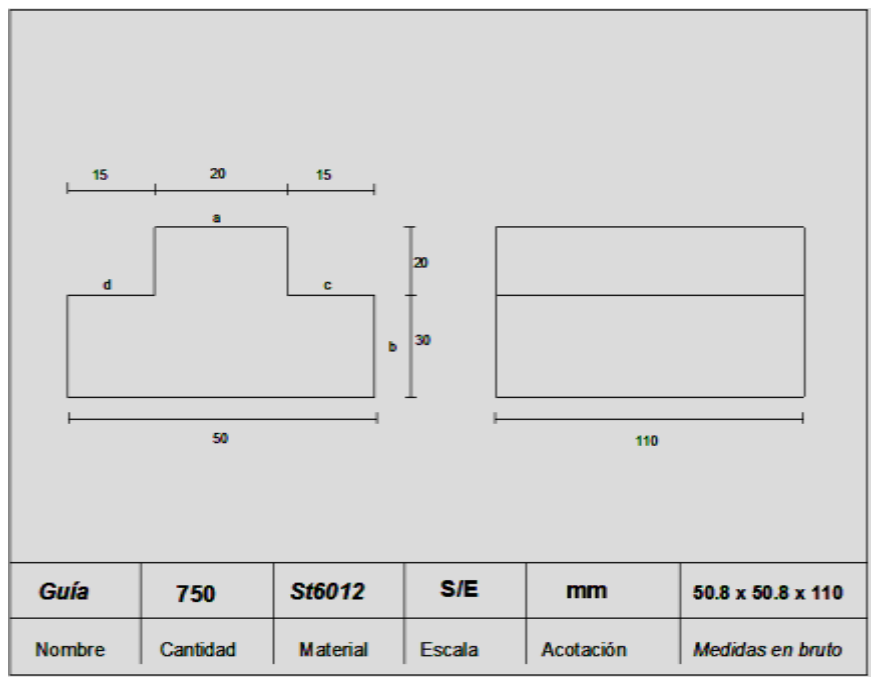 15 20 15
a
20
d c
b 30
50 110
Guía 750 St6012 S/E mm 50.8 x 50.8 x 110
Nombre Cantidad Material Escala Acotación Medidas en bruto